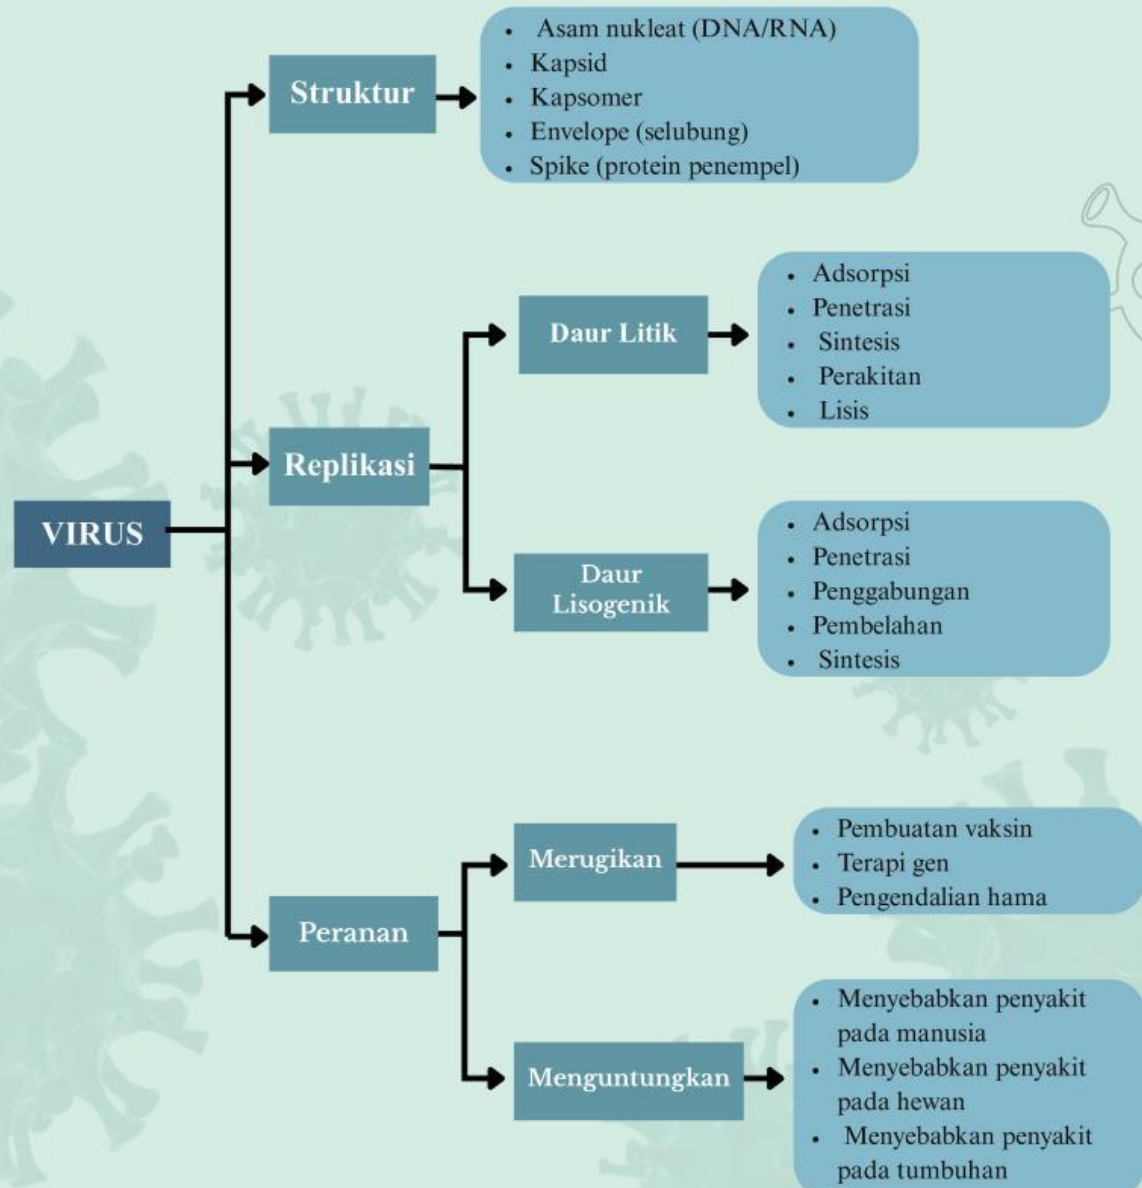 VIRUS
Struktur
• Asam nukleat (DNA/RNA)
• Kapsid
• Kapsomer
• Envelope (selubung)
• Spike (protein penempel)
Replikasi
Daur Litik
• Adsorpsi
• Penetrasi
• Sintesis
• Perakitan
• Lisis
Daur
Lisogenik
• Adsorpsi
• Penetrasi
• Penggabungan
• Pembelahan
• Sintesis
Peranan
Merugikan
• Pembuatan vaksin
• Terapi gen
• Pengendalian hama
Menguntungkan
• Menyebabkan penyakit
pada manusia
• Menyebabkan penyakit
pada hewan
• Menyebabkan penyakit
pada tumbuhan